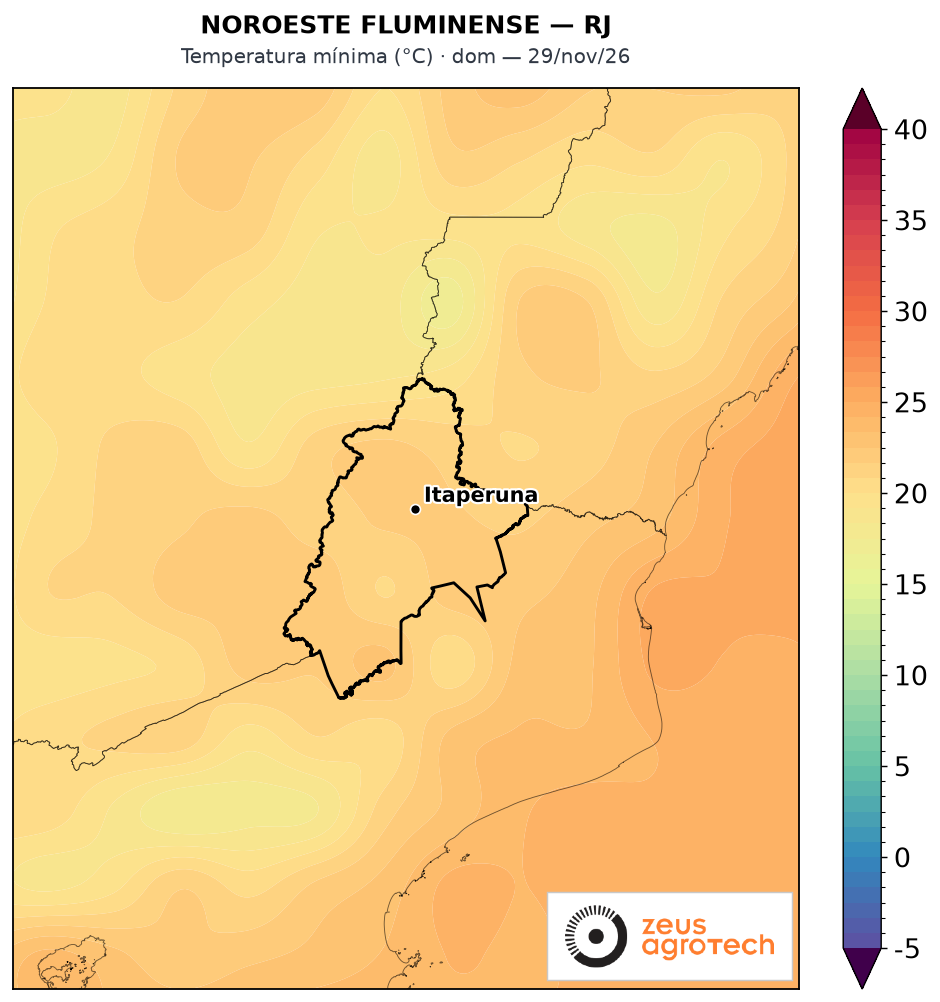 NOROESTE FLUMINENSE — RJ
Temperatura mínima (°C) · dom — 29/nov/26
Itaperuna
40
35
30
25
20
15
10
5
0
-5
zeus
agrotech